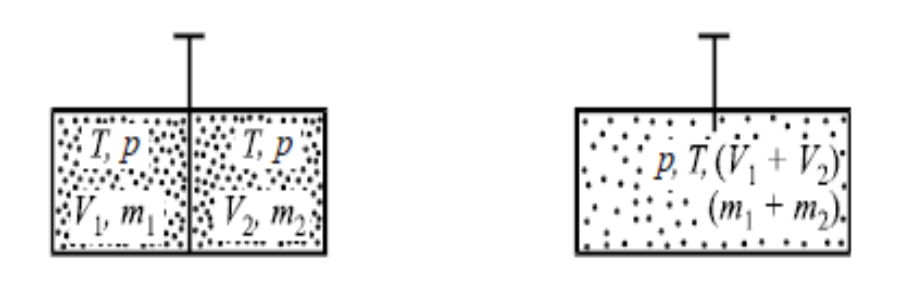 T, p
T, p
V₁, m₁
V₂, m₂
p, T, (V₁ + V₂)
(m₁ + m₂)